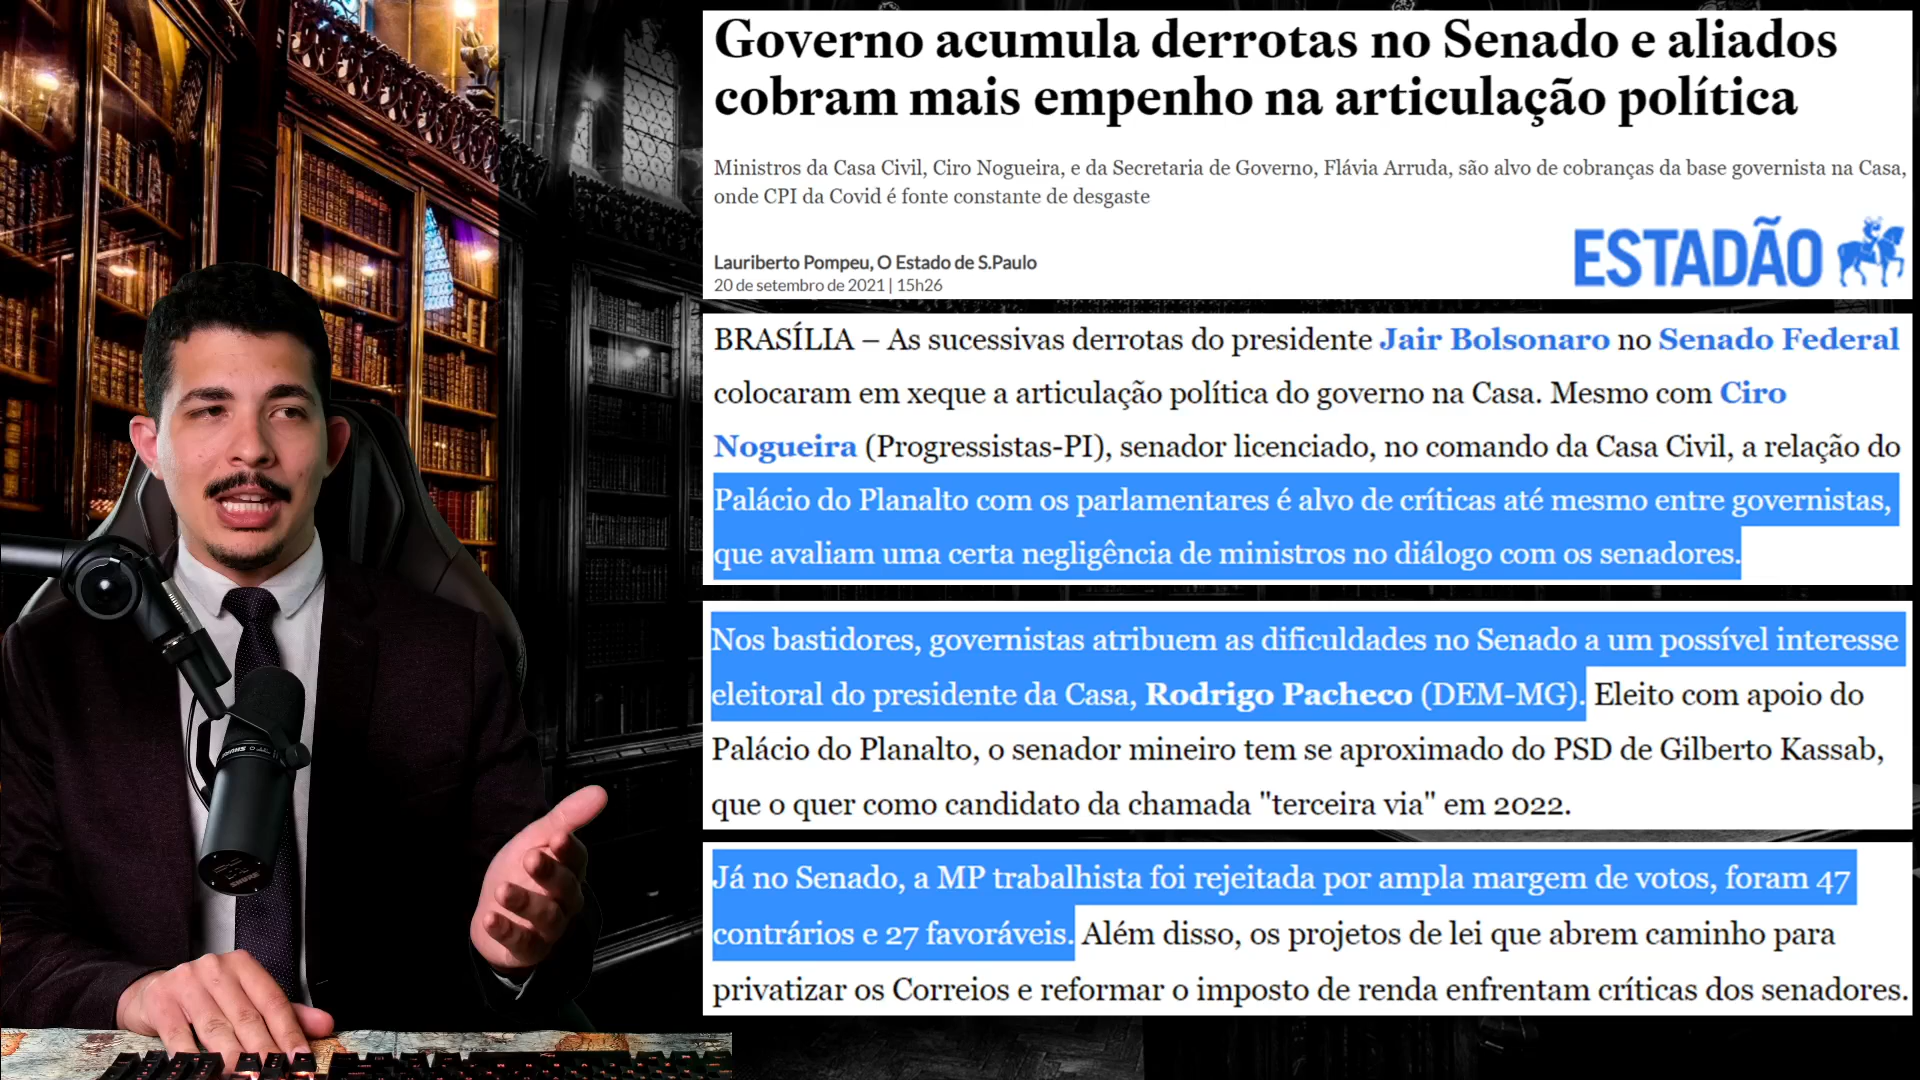 Governo acumula derrotas no Senado e aliados
cobram mais empenho na articulação política
Ministros da Casa Civil, Ciro Nogueira, e da Secretaria de Governo, Flávia Arruda, são alvo de cobranças da base governista na Casa,
onde CPI da Covid é fonte constante de desgaste
ESTADÃO
Lauriberto Pompeu, O Estado de S.Paulo
20 de setembro de 2021 | 15h26
BRASÍLIA – As sucessivas derrotas do presidente Jair Bolsonaro no Senado Federal
colocaram em xeque a articulação política do governo na Casa. Mesmo com Ciro
Nogueira (Progressistas-PI), senador licenciado, no comando da Casa Civil, a relação do
Palácio do Planalto com os parlamentares é alvo de críticas até mesmo entre governistas,
que avaliam uma certa negligência de ministros no diálogo com os senadores.
Nos bastidores, governistas atribuem as dificuldades no Senado a um possível interesse
eleitoral do presidente da Casa, Rodrigo Pacheco (DEM-MG). Eleito com apoio do
Palácio do Planalto, o senador mineiro tem se aproximado do PSD de Gilberto Kassab,
que o quer como candidato da chamada "terceira via" em 2022.
Já no Senado, a MP trabalhista foi rejeitada por ampla margem de votos, foram 47
contrários e 27 favoráveis. Além disso, os projetos de lei que abrem caminho para
privatizar os Correios e reformar o imposto de renda enfrentam críticas dos senadores.
SHURE
SHURE